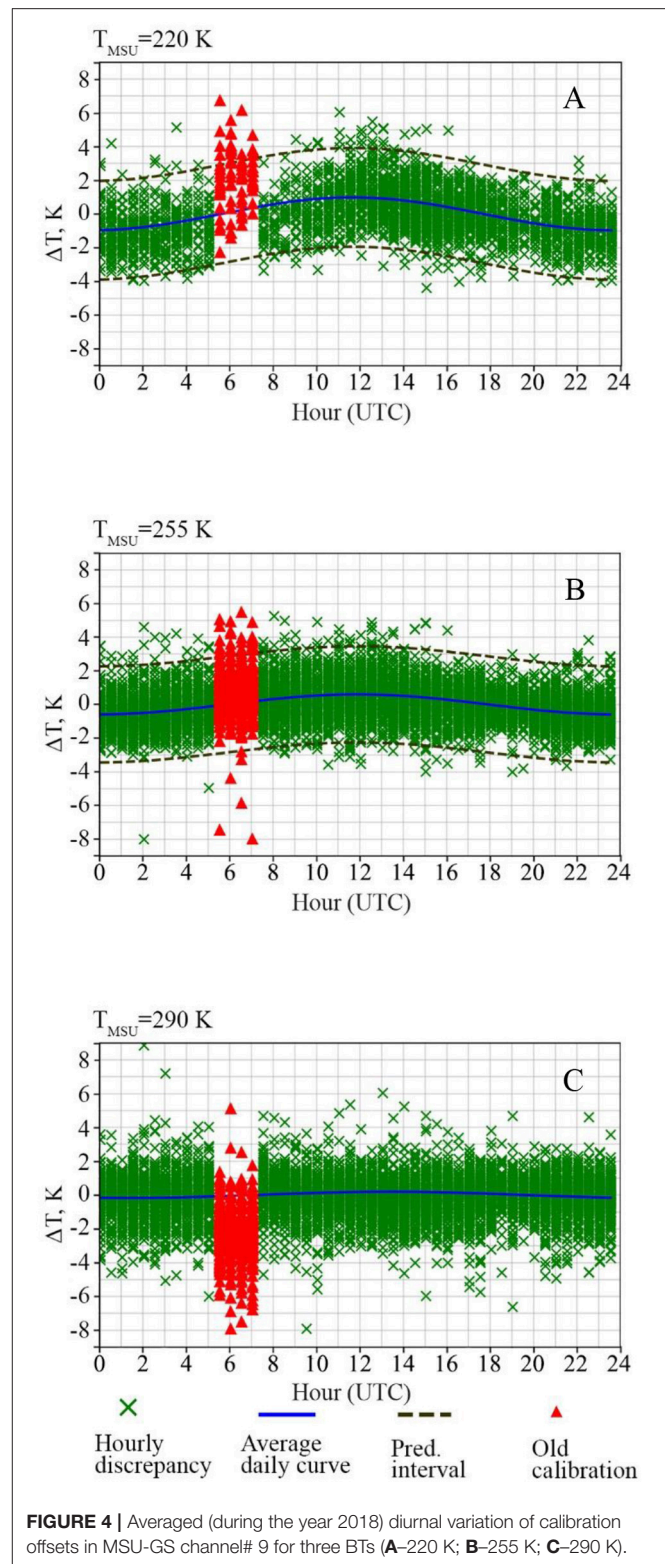 T_MSU=220 K
A
8
6
4
2
0
-2
-4
-6
-8
ΔT, K
0 2 4 6 8 10 12 14 16 18 20 22 24
Hour (UTC)
T_MSU=255 K
B
8
6
4
2
0
-2
-4
-6
-8
ΔT, K
0 2 4 6 8 10 12 14 16 18 20 22 24
Hour (UTC)
T_MSU=290 K
C
8
6
4
2
0
-2
-4
-6
-8
ΔT, K
0 2 4 6 8 10 12 14 16 18 20 22 24
Hour (UTC)
Hourly discrepancy
Average daily curve
Pred. interval
Old calibration
FIGURE 4 | Averaged (during the year 2018) diurnal variation of calibration
offsets in MSU-GS channel# 9 for three BTs (A–220 K; B–255 K; C–290 K).